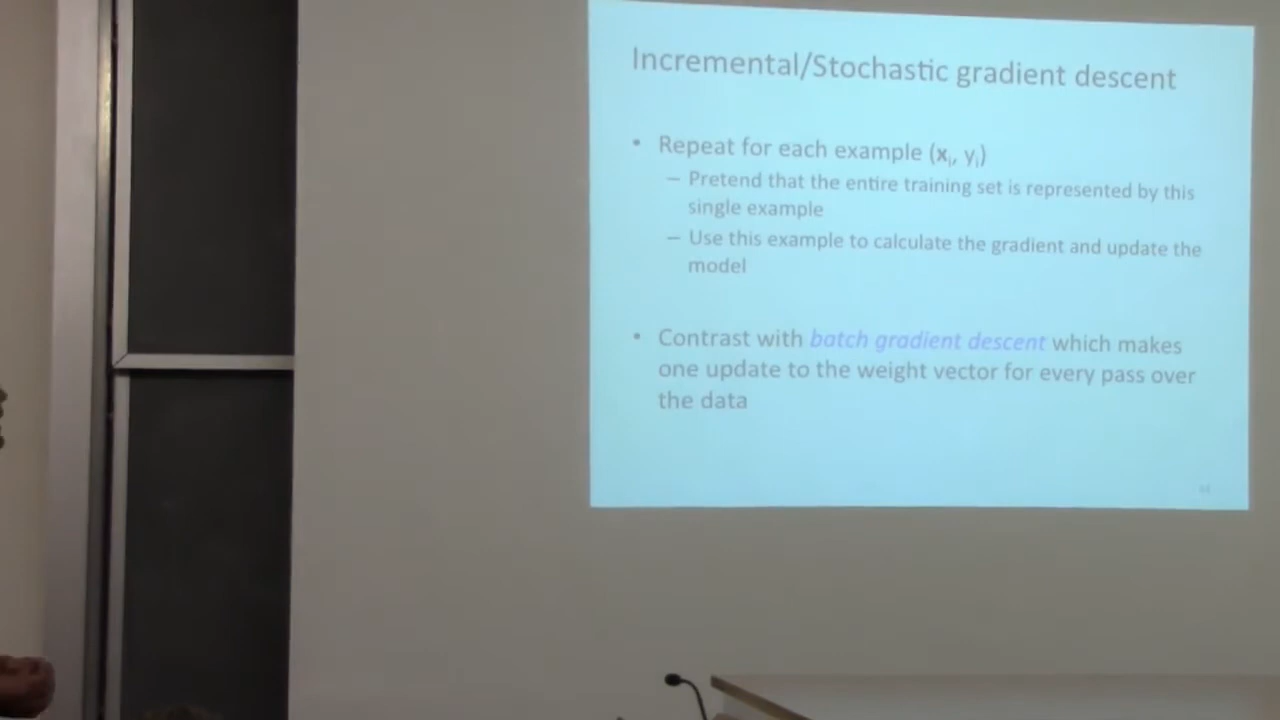 Incremental/Stochastic gradient descent
• Repeat for each example (xᵢ, yᵢ)
– Pretend that the entire training set is represented by this
single example
– Use this example to calculate the gradient and update the
model
• Contrast with batch gradient descent which makes
one update to the weight vector for every pass over
the data